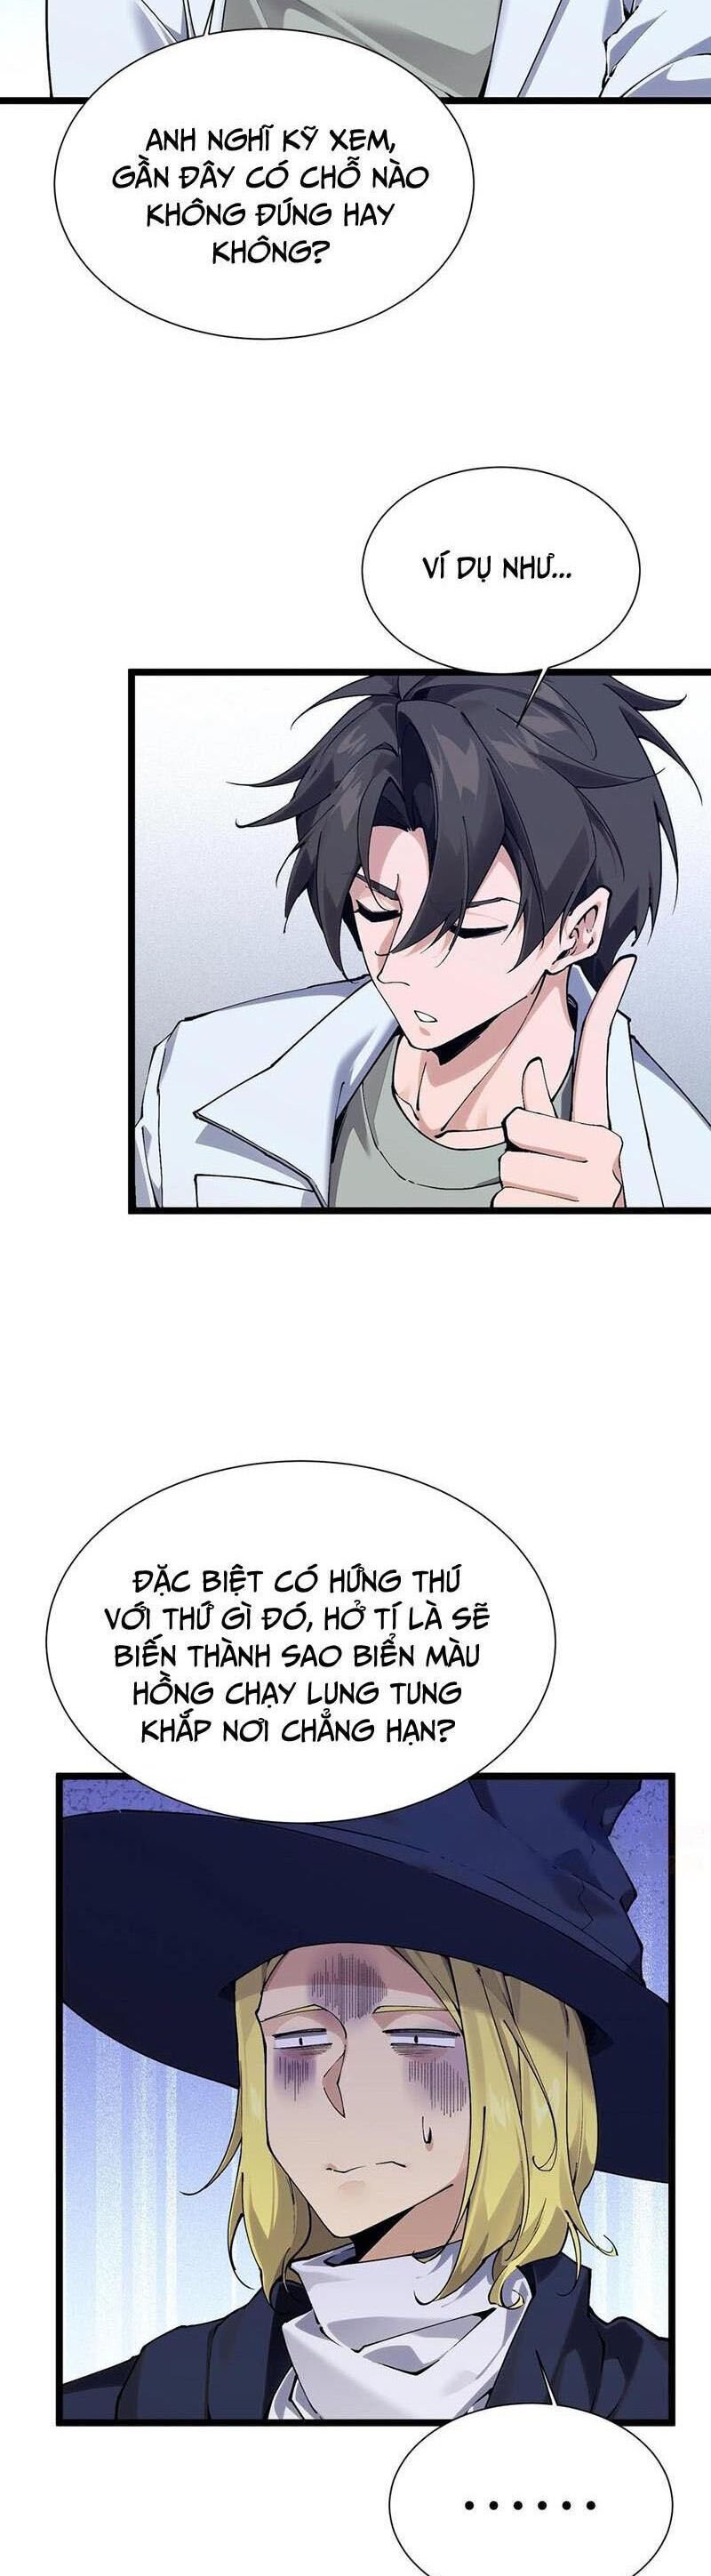 ANH NGHĨ KỸ XEM,
GẦN ĐÂY CÓ CHỖ NÀO
KHÔNG ĐÚNG HAY
KHÔNG?
VÍ DỤ NHƯ...
ĐẶC BIỆT CÓ HỨNG THÚ
VỚI THỨ GÌ ĐÓ, HỞ TÍ LÀ SẼ
BIẾN THÀNH SAO BIỂN MÀU
HỒNG CHẠY LUNG TUNG
KHẮP NƠI CHẲNG HẠN?
......